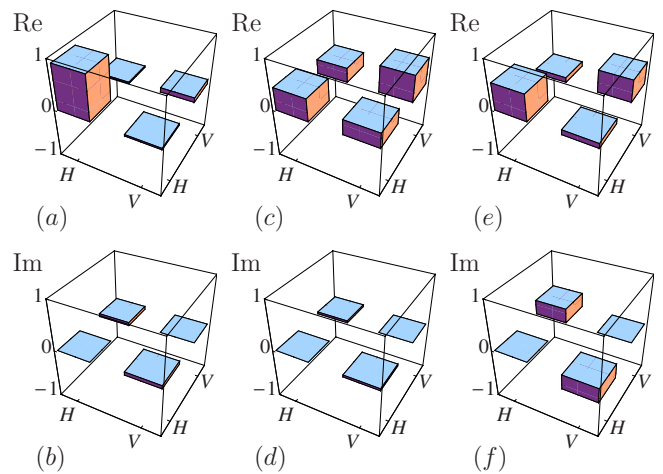 Re Re Re
1 1 1
0 0 0
−1 −1 −1
H V H V H V H V H V H V
(a) (c) (e)
Im Im Im
1 1 1
0 0 0
−1 −1 −1
H V H V H V H V H V H V
(b) (d) (f)